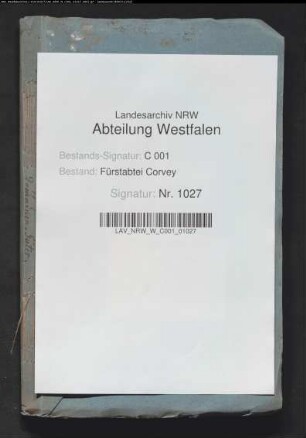 Landesarchiv NRW
Abteilung Westfalen
Bestands-Signatur: C 001
Bestand: Fürstabtei Corvey
Signatur: Nr. 1027
LAV_NRW_W_C001_01027